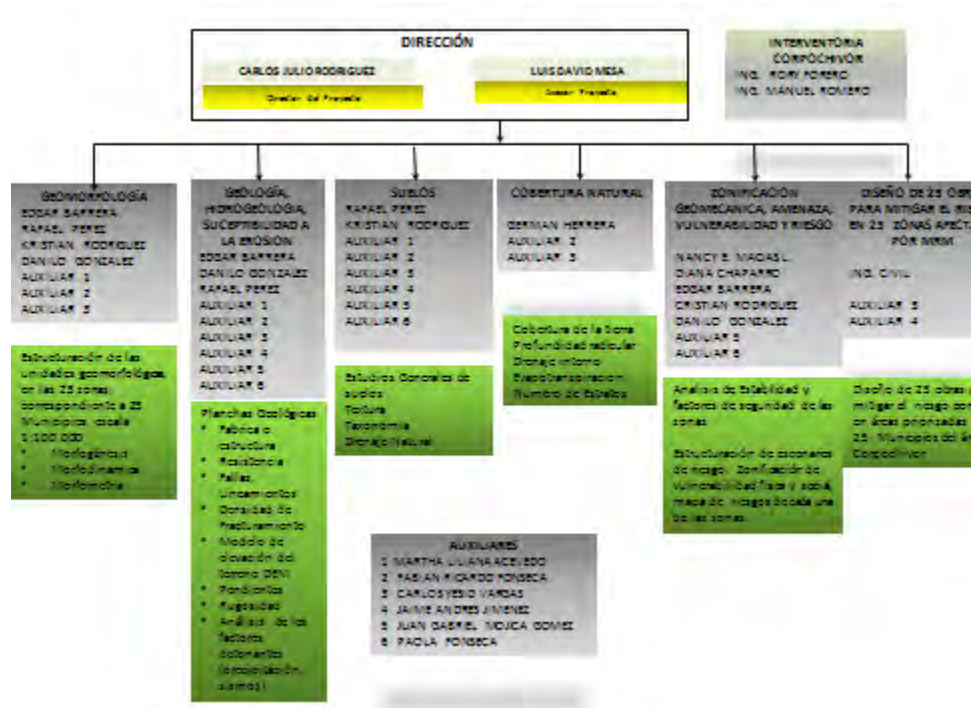 DIRECCIÓN
CARLOS JULIO RODRIGUEZ
Director del Proyecto
LUIS DAVID MESA
Asesor Proyecto
INTERVENTORIA
CORPOCHIVOR
ING. RORY FORERO
ING. MANUEL ROMERO
GEOMORFOLOGÍA
EDGAR BARRERA
RAFAEL PEREZ
KRISTIAN RODRIGUEZ
DANILO GONZALEZ
AUXILIAR 1
AUXILIAR 2
AUXILIAR 3
Estructuración de las
unidades geomorfológicas,
en las 25 zonas,
correspondiente a 25
Municipios escala
1:100.000
• Morfogénesis
• Morfodinámica
• Morfometría
GEOLOGÍA,
HIDROGEOLOGIA,
SUCEPTIBILIDAD A
LA EROSIÓN
EDGAR BARRERA
DANILO GONZALEZ
RAFAEL PEREZ
AUXILIAR 1
AUXILIAR 2
AUXILIAR 3
AUXILIAR 4
AUXILIAR 5
AUXILIAR 6
Planchas Geológicas
• Fabrica o
estructura
• Resistencia
• Fallas,
Lineamientos
• Densidad de
Fracturamiento
• Modelo de
elevación del
terreno DEM
• Pendientes
• Rugosidad
• Análisis de los
factores
detonantes
(precipitación,
sismos)
SUELOS
RAFAEL PEREZ
KRISTIAN RODRIGUEZ
AUXILIAR 1
AUXILIAR 2
AUXILIAR 3
AUXILIAR 4
AUXILIAR 5
AUXILIAR 6
Estudios Generales de
suelos
Textura
Taxonomía
Drenaje Natural
COBERTURA NATURAL
GERMAN HERRERA
AUXILIAR 2
AUXILIAR 3
Cobertura de la tierra
Profundidad radicular
Drenaje interno
Evapotranspiracion
Numero de Estratos
ZONIFICACIÓN
GEOMECANICA, AMENAZA,
VULNERABILIDAD Y RIESGO
NANCY E. MACIAS L.
DIANA CHAPARRO
EDGAR BARRERA
CRISTIAN RODRIGUEZ
DANILO GONZALEZ
AUXILIAR 5
AUXILIAR 6
Analisis de Estabilidad y
factores de seguridad de las
zonas
Estructuración de escenarios
de riesgo. Zonificación de
vulnerabilidad física y social,
mapa de riesgos de cada una
de las zonas
DISEÑO DE 25 OBR
PARA MITIGAR EL RIE
EN 25 ZONAS AFECT
POR MRM
ING. CIVIL
AUXILIAR 3
AUXILIAR 4
Diseño de 25 obras
mitigar el riesgo
en áreas priorizadas
25 Municipios del
Corpochivor
AUXILIARES
1 MARTHA LILIANA ACEVEDO
2 FABIAN RICARDO FONSECA
3 CARLOS YESID VARGAS
4 JAIME ANDRES JIMENEZ
5 JUAN GABRIEL MOJICA GOMEZ
6 PAOLA FONSECA